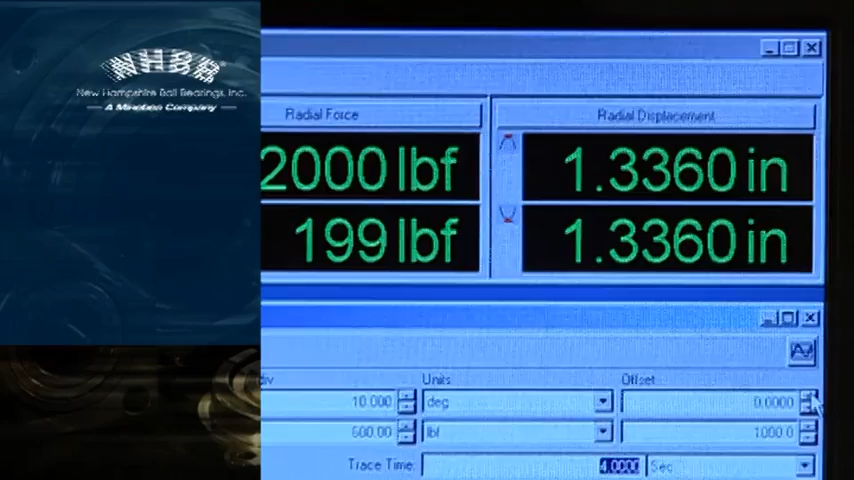 NHBB®
New Hampshire Ball Bearings, Inc.
A Minebea Company
Radial Force
Radial Displacement
2000 lbf
1.3360 in
199 lbf
1.3360 in
div
Units
Offset
10.000
deg
0.0000
500.00
lbf
1000.0
Trace Time:
4.0000
Sec